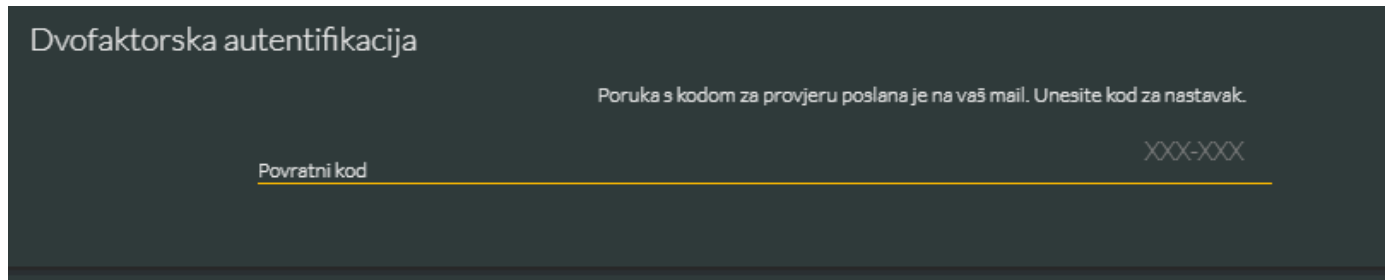 Dvofaktorska autentifikacija
Poruka s kodom za provjeru poslana je na vaš mail. Unesite kod za nastavak.
XXX-XXX
Povratni kod